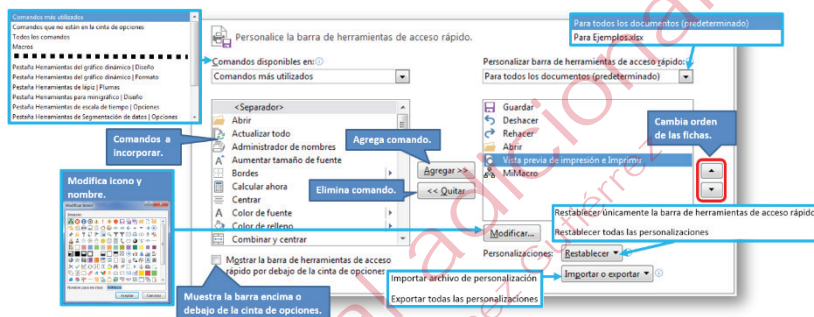 Comandos más utilizados
Comandos que no están en la cinta de opciones
Todos los comandos
Macros
Pestaña Herramientas del gráfico dinámico | Diseño
Pestaña Herramientas del gráfico dinámico | Formato
Pestaña Herramientas de lápiz | Plumas
Pestaña Herramientas para minigráfico | Diseño
Pestaña Herramientas de escala de tiempo | Opciones
Pestaña Herramientas de Segmentación de datos | Opciones
Personalice la barra de herramientas de acceso rápido.
Para todos los documentos (predeterminado)
Para Ejemplos.xlsx
Comandos disponibles en:
Comandos más utilizados
Personalizar barra de herramientas de acceso rápido:
Para todos los documentos (predeterminado)
<Separador>
Abrir
Actualizar todo
Administrador de nombres
Aumentar tamaño de fuente
Bordes
Calcular ahora
Centrar
Color de fuente
Color de relleno
Combinar y centrar
Comandos a
incorporar.
Agrega comando.
Agregar >>
Elimina comando.
<< Quitar
Guardar
Deshacer
Rehacer
Abrir
Vista previa de impresión e Imprimir
MiMacro
Cambia orden
de las fichas.
Modifica icono y
nombre.
Modificar icono
Aceptar
Cancelar
Modificar...
Restablecer únicamente la barra de herramientas de acceso rápido
Restablecer todas las personalizaciones
Personalizaciones:
Restablecer
Importar o exportar
Importar archivo de personalización
Exportar todas las personalizaciones
Mostrar la barra de herramientas de acceso
rápido por debajo de la cinta de opciones
Muestra la barra encima o
debajo de la cinta de opciones.
adicional
Gutiérrez